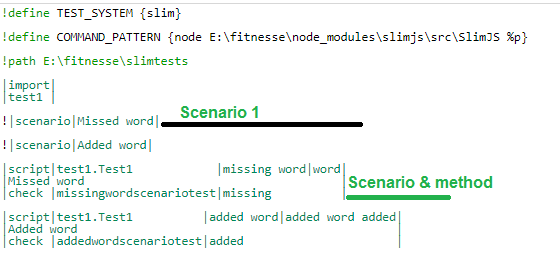 !define TEST_SYSTEM {slim}
!define COMMAND_PATTERN {node E:\fitnesse\node_modules\slimjs\src\SlimJS %p}
!path E:\fitnesse\slimtests
|import|
|test1 |
Scenario 1
!|scenario|Missed word|
!|scenario|Added word|
|script|test1.Test1 |missing word|word|
Missed word
Scenario & method
|check |missingwordscenariotest|missing |
|script|test1.Test1 |added word|added word added|
|Added word |
|check |addedwordscenariotest|added |